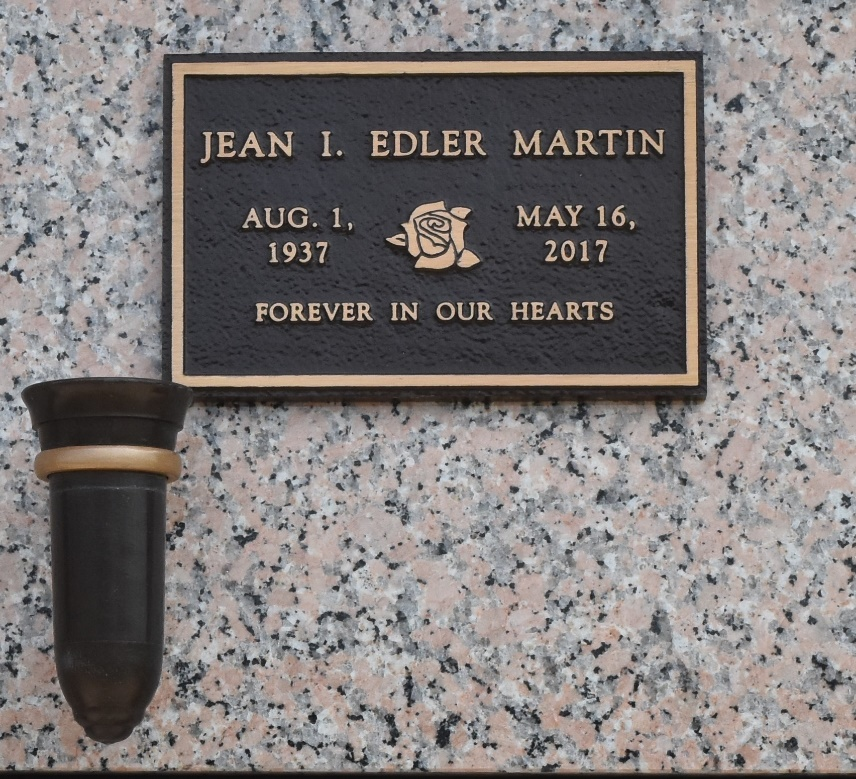 JEAN I. EDLER MARTIN
AUG. 1, 1937
MAY 16, 2017
FOREVER IN OUR HEARTS